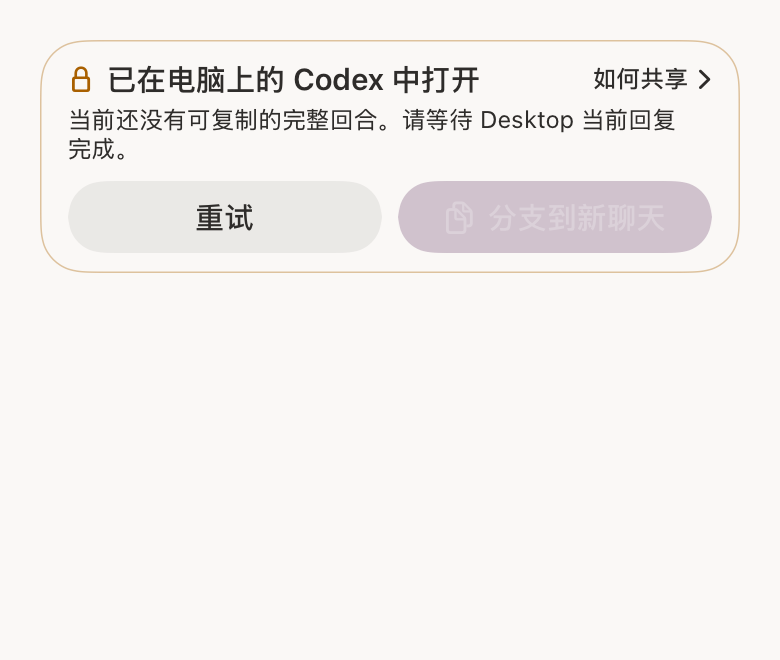 已在电脑上的 Codex 中打开
如何共享
当前还没有可复制的完整回合。请等待 Desktop 当前回复
完成。
重试
分支到新聊天